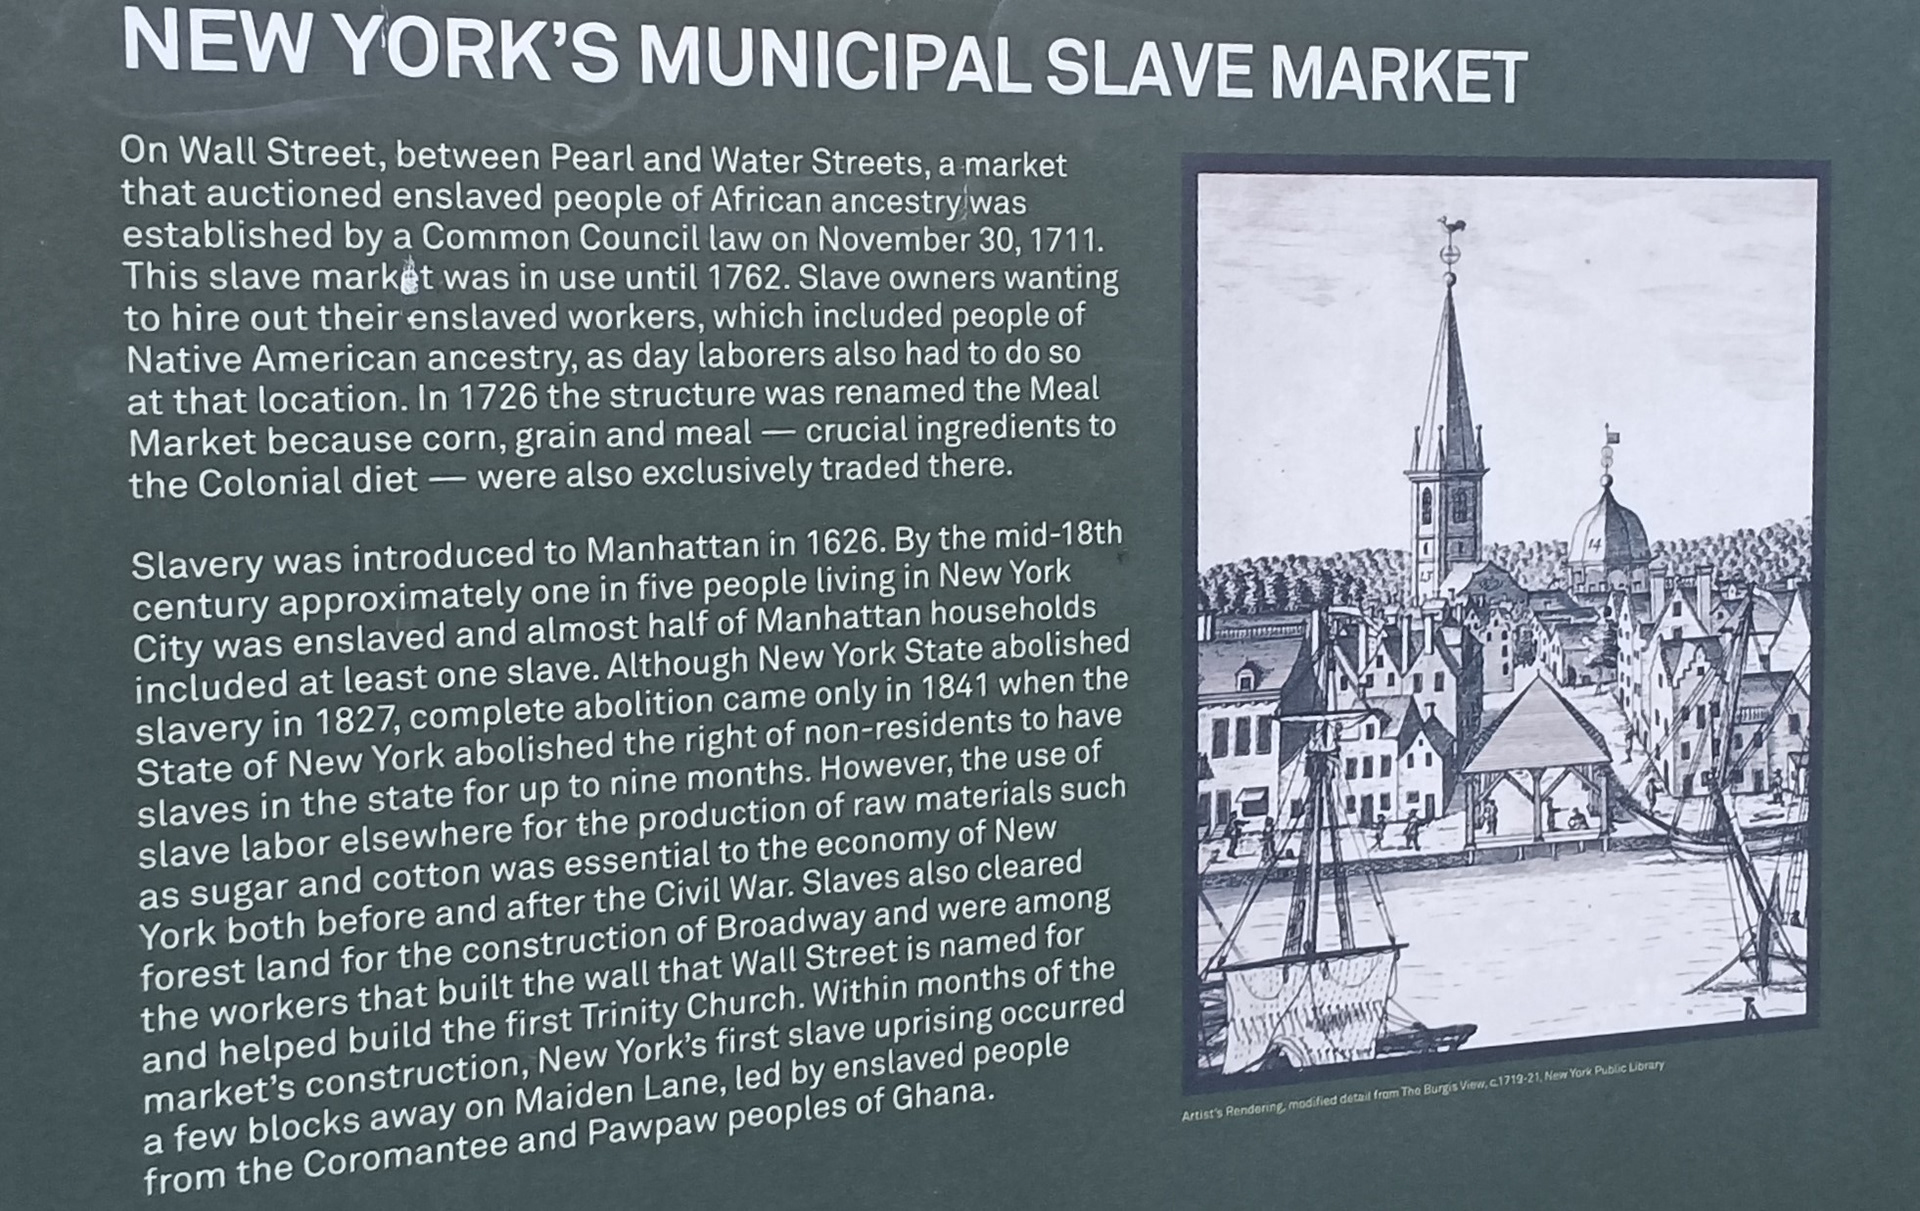 NEW YORK'S MUNICIPAL SLAVE MARKET
On Wall Street, between Pearl and Water Streets, a market
that auctioned enslaved people of African ancestry was
established by a Common Council law on November 30, 1711.
This slave market was in use until 1762. Slave owners wanting
to hire out their enslaved workers, which included people of
Native American ancestry, as day laborers also had to do so
at that location. In 1726 the structure was renamed the Meal
Market because corn, grain and meal — crucial ingredients to
the Colonial diet — were also exclusively traded there.
Slavery was introduced to Manhattan in 1626. By the mid-18th
century approximately one in five people living in New York
City was enslaved and almost half of Manhattan households
included at least one slave. Although New York State abolished
slavery in 1827, complete abolition came only in 1841 when the
State of New York abolished the right of non-residents to have
slaves in the state for up to nine months. However, the use of
slave labor elsewhere for the production of raw materials such
as sugar and cotton was essential to the economy of New
York both before and after the Civil War. Slaves also cleared
forest land for the construction of Broadway and were among
the workers that built the wall that Wall Street is named for
and helped build the first Trinity Church. Within months of the
market's construction, New York's first slave uprising occurred
a few blocks away on Maiden Lane, led by enslaved people
from the Coromantee and Pawpaw peoples of Ghana.
14
Artist's Rendering, modified detail from The Burgis View, c.1719-21, New York Public Library